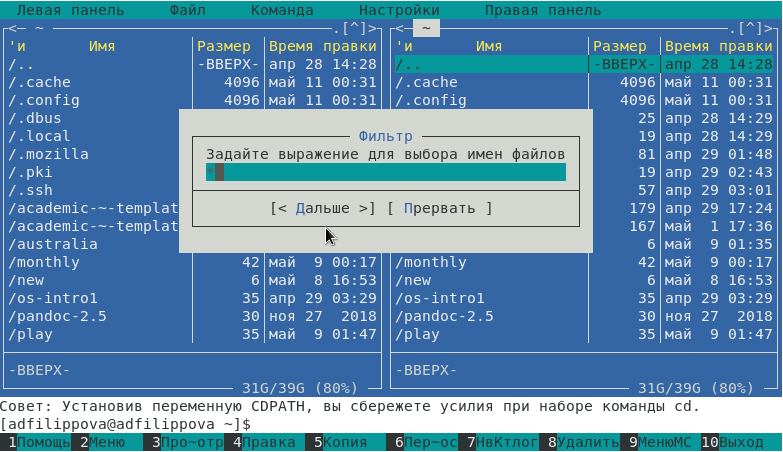 Левая панель Файл Команда Настройки Правая панель
<─ ~ .[^]> <─ ~ .[^]>
'и Имя Размер Время правки 'и Имя Размер Время правки
/.. -ВВЕРХ- апр 28 14:28 /.. -ВВЕРХ- апр 28 14:28
/.cache 4096 май 11 00:31 /.cache 4096 май 11 00:31
/.config 4096 май 11 00:31 /.config 4096 май 11 00:31
/.dbus 25 апр 28 14:29
/.local Фильтр 19 апр 28 14:29
/.mozilla Задайте выражение для выбора имен файлов 81 апр 29 01:48
/.pki 19 апр 29 02:43
/.ssh 57 апр 29 03:01
/academic-~-templat [< Дальше >] [ Прервать ] 179 апр 29 17:24
/academic-~-templat 167 май 1 17:36
/australia 6 май 9 01:35
/monthly 42 май 9 00:17 /monthly 42 май 9 00:17
/new 6 май 8 16:53 /new 6 май 8 16:53
/os-intro1 35 апр 29 03:29 /os-intro1 35 апр 29 03:29
/pandoc-2.5 30 ноя 27 2018 /pandoc-2.5 30 ноя 27 2018
/play 35 май 9 01:47 /play 35 май 9 01:47
-ВВЕРХ- -ВВЕРХ-
31G/39G (80%) 31G/39G (80%)
Совет: Установив переменную CDPATH, вы сбережете усилия при наборе команды cd.
[adfilippova@adfilippova ~]$
1Помощь 2Меню 3Про~отр 4Правка 5Копия 6Пер~ос 7НвКтлог 8Удалить 9МенюМС 10Выход